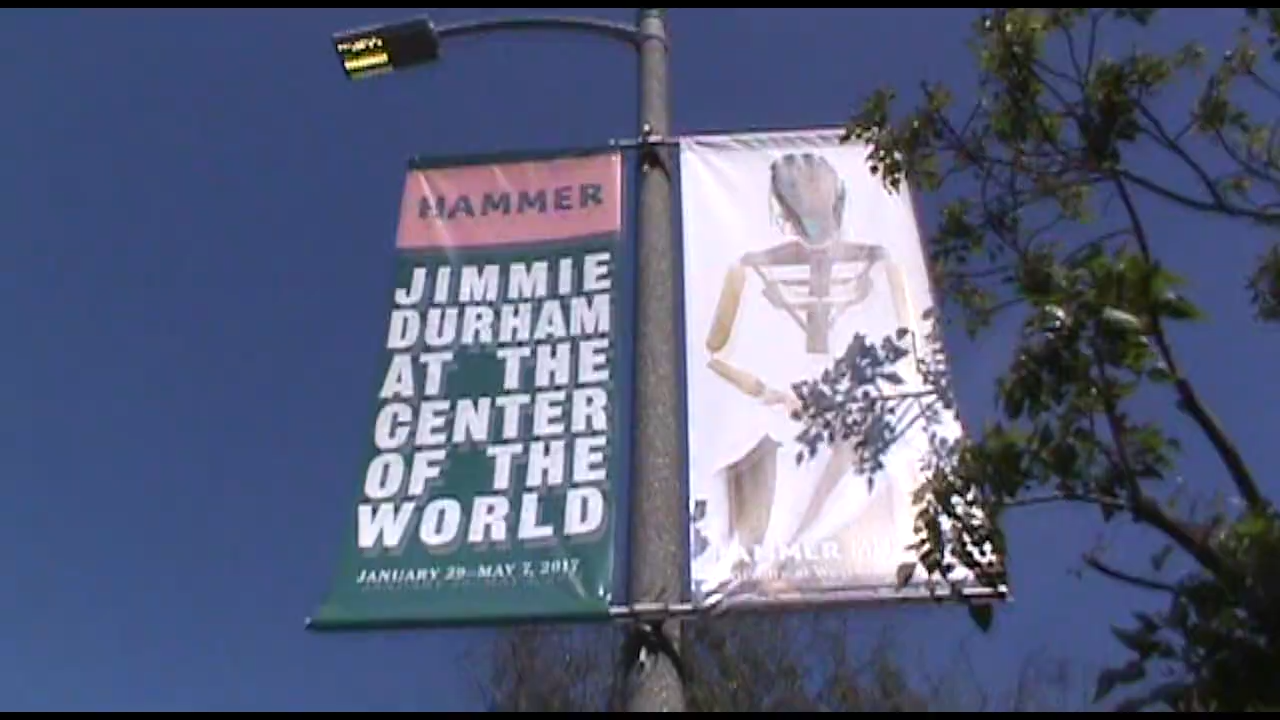 HAMMER
JIMMIE
DURHAM
AT THE
CENTER
OF THE
WORLD
JANUARY 29–MAY 7, 2017
HAMMER